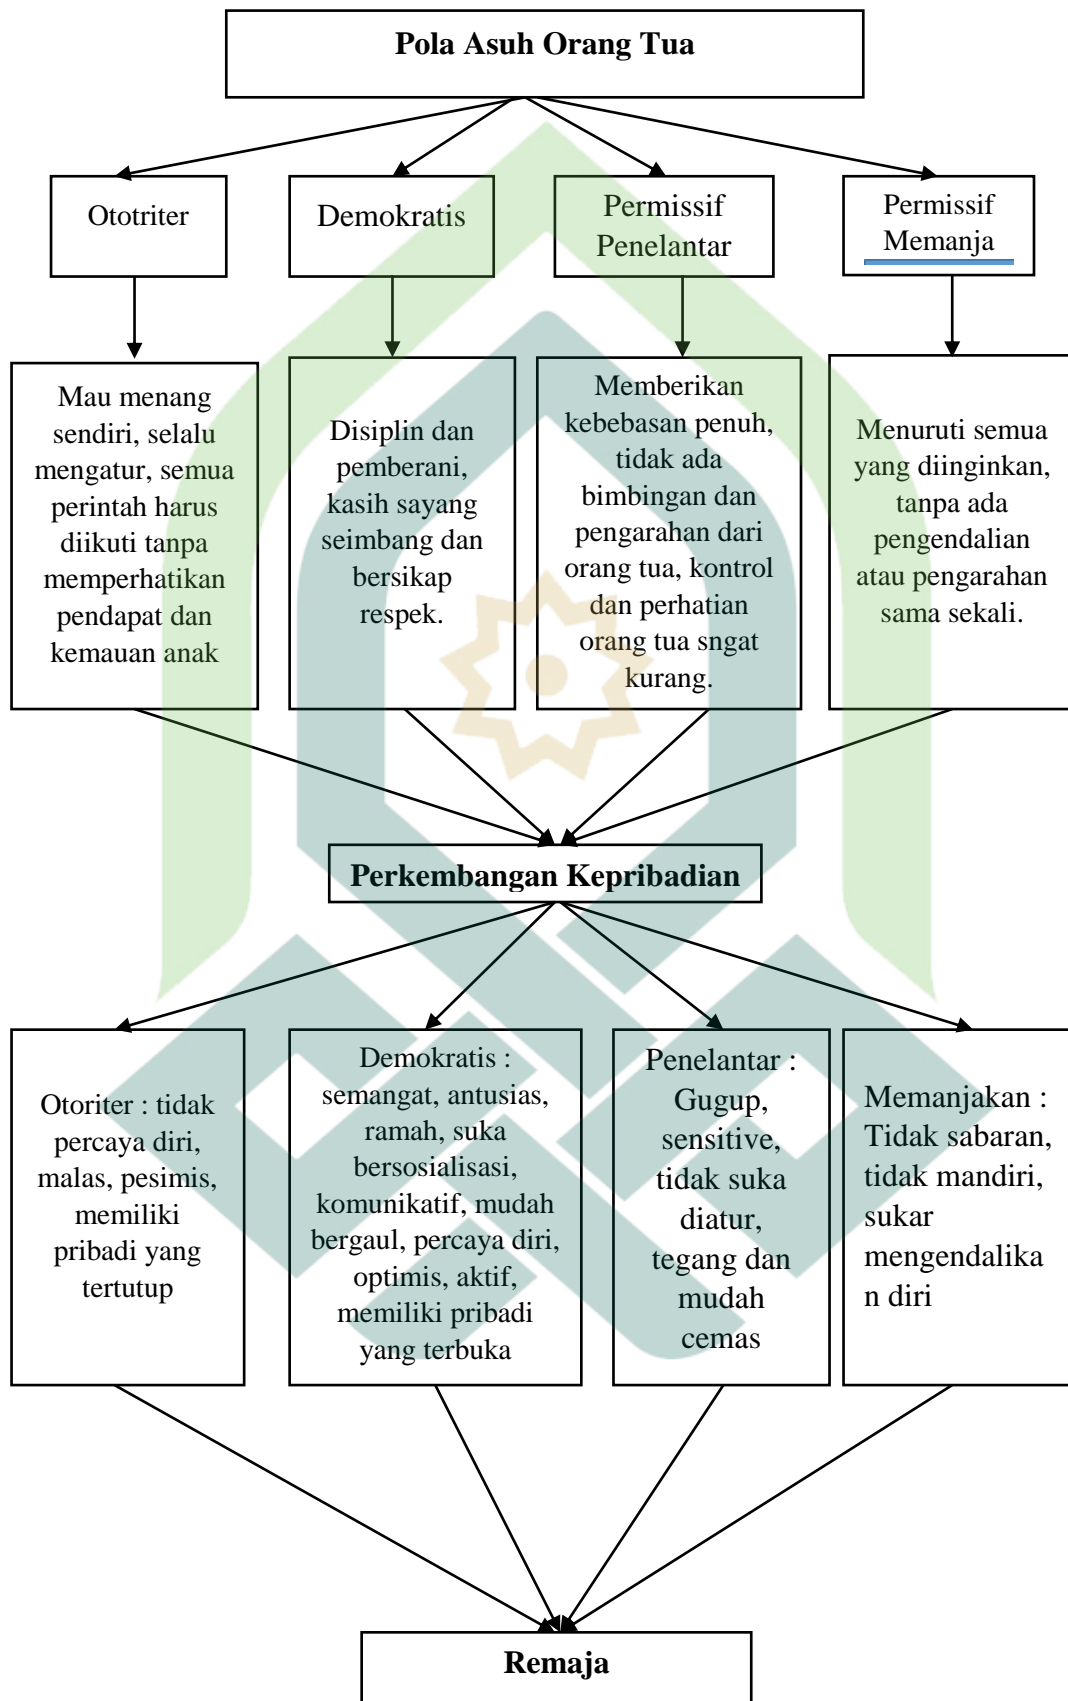 Pola Asuh Orang Tua
Ototriter
Demokratis
Permissif
Penelantar
Permissif
Memanja
Mau menang
sendiri, selalu
mengatur, semua
perintah harus
diikuti tanpa
memperhatikan
pendapat dan
kemauan anak
Disiplin dan
pemberani,
kasih sayang
seimbang dan
bersikap
respek.
Memberikan
kebebasan penuh,
tidak ada
bimbingan dan
pengarahan dari
orang tua, kontrol
dan perhatian
orang tua sngat
kurang.
Menuruti semua
yang diinginkan,
tanpa ada
pengendalian
atau pengarahan
sama sekali.
Perkembangan Kepribadian
Otoriter : tidak
percaya diri,
malas, pesimis,
memiliki
pribadi yang
tertutup
Demokratis :
semangat, antusias,
ramah, suka
bersosialisasi,
komunikatif, mudah
bergaul, percaya diri,
optimis, aktif,
memiliki pribadi
yang terbuka
Penelantar :
Gugup,
sensitive,
tidak suka
diatur,
tegang dan
mudah
cemas
Memanjakan :
Tidak sabaran,
tidak mandiri,
sukar
mengendalika
n diri
Remaja